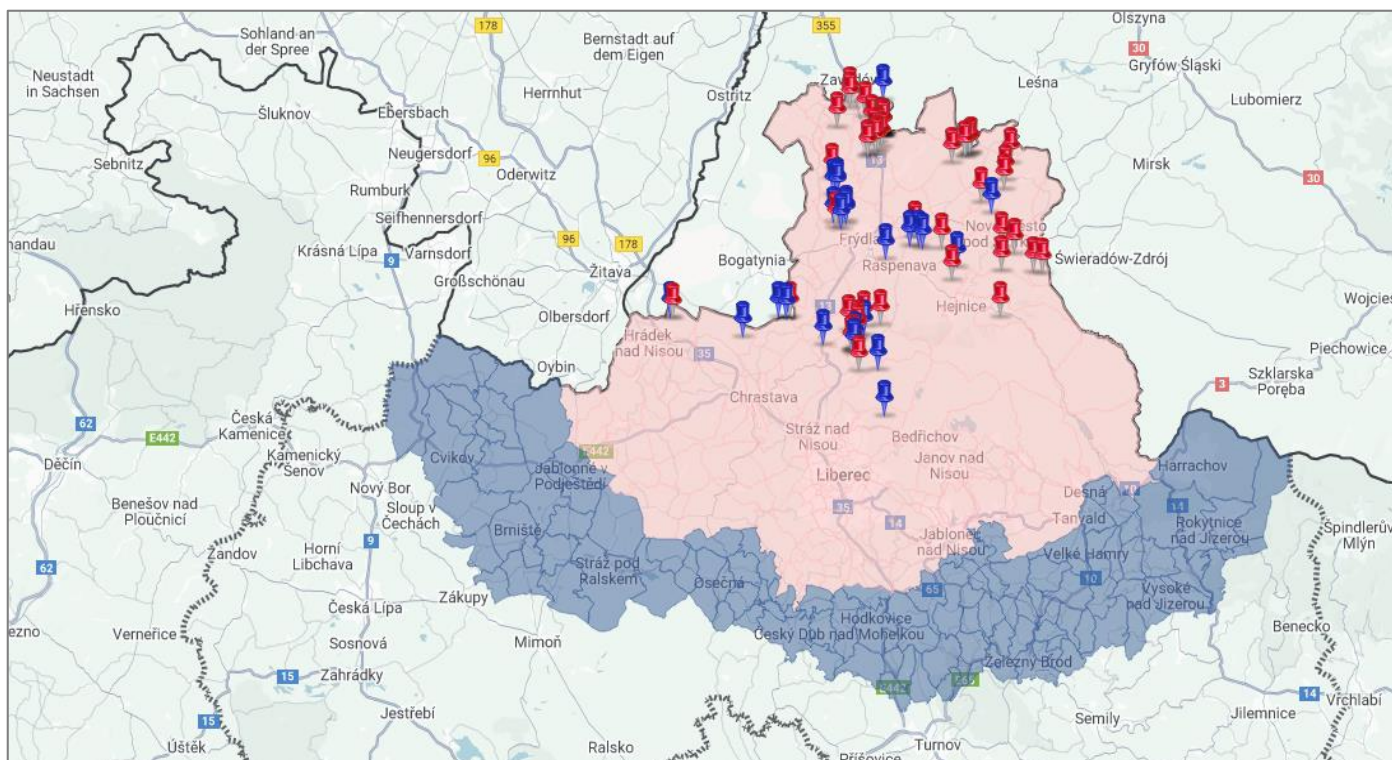 Olszyna
178
355
Sohland an
der Spree
Bernstadt auf
dem Eigen
30
Gryfów Śląski
Neustadt
in Sachsen
Leśna
Herrnhut
Ostritz
Šluknov
Ebersbach
Lubomierz
Neugersdorf
Sebnitz
96
Oderwitz
13
Mirsk
30
Rumburk
Seifhennersdorf
Krásná Lípa
Varnsdorf
96
178
9
Bogatynia
Raspenava
Świeradów-Zdrój
Großschönau
Žitava
Hřensko
Olbersdorf
13
Hejnice
Hrádek
nad Nisou
35
Piechowice
Oybin
Szklarska
Poręba
3
Chrastava
Česká
Kamenice
62
E442
Stráž nad
Nisou
Bedřichov
Děčín
Kamenický
Šenov
Cvikov
Jablonné v
Podještědí
Janov nad
Nisou
Harrachov
Liberec
Nový Bor
Desná
Benešov nad
Ploučnicí
Sloup v
Čechách
35
14
Tanvald
Rokytnice
nad Jizerou
Brniště
Jablonec
nad Nisou
Špindlerův
Mlýn
Žandov
Horní
Libchava
9
Velké Hamry
62
Stráž pod
Ralskem
Osečná
65
10
Vysoké
nad Jizerou
Česká Lípa
Zákupy
Hodkovice
nad Mohelkou
Český Dub
Verneřice
Sosnová
Mimoň
Benecko
Železný Brod
15
Zahrádky
E442
14
Vrchlabí
15
Jestřebí
Semily
Jilemnice
Úštěk
Ralsko
Turnov
Příšovice